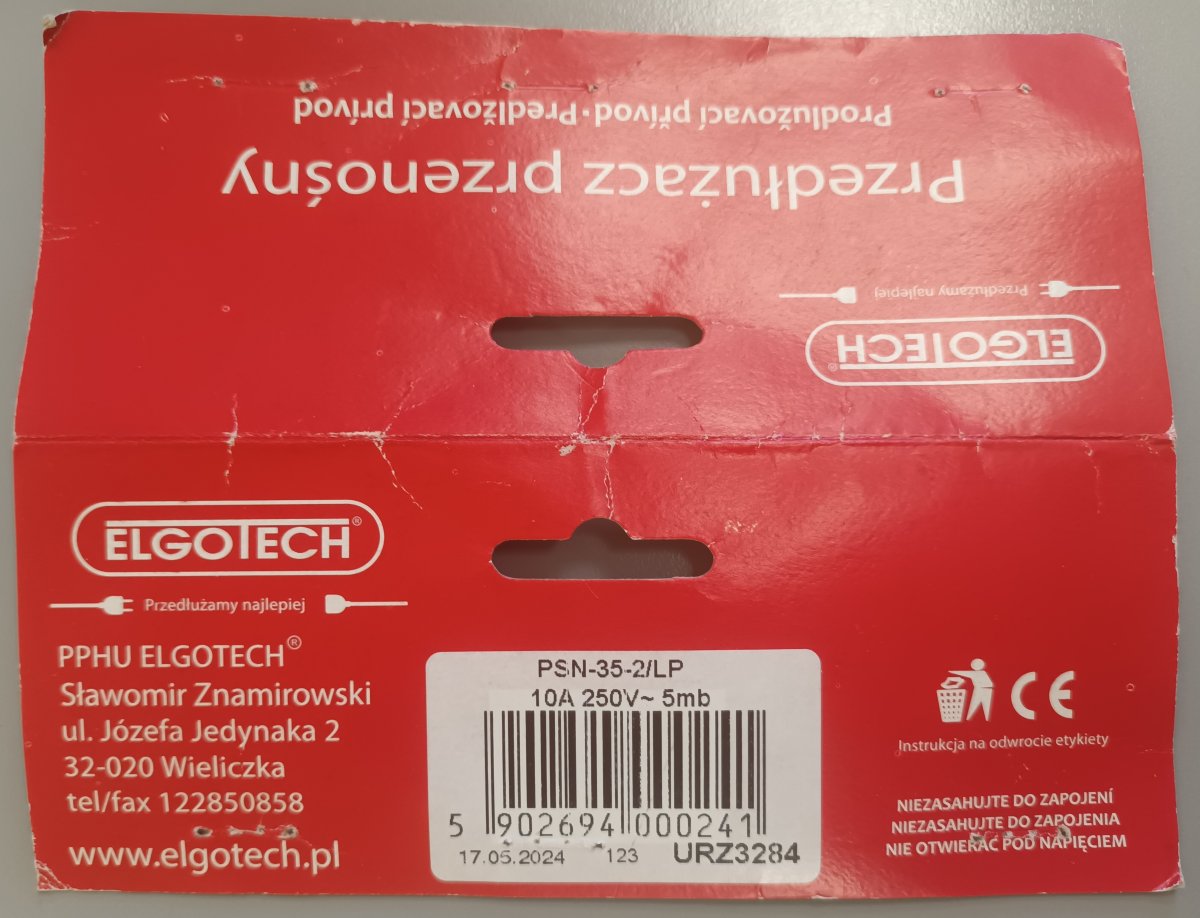 Prodlužovací přívod • Predlžovací prívod
Przedłużacz przenośny
Przedłużamy najlepiej
ELGOTECH®
ELGOTECH®
Przedłużamy najlepiej
PPHU ELGOTECH®
Sławomir Znamirowski
ul. Józefa Jedynaka 2
32-020 Wieliczka
tel/fax 122850858
www.elgotech.pl
PSN-35-2/LP
10A 250V~ 5mb
5 902694 000241
17.05.2024 123 URZ3284
CE
Instrukcja na odwrocie etykiety
NIEZASAHUJTE DO ZAPOJENÍ
NIEZASAHUJTE DO ZAPOJENIA
NIE OTWIERAĆ POD NAPIĘCIEM